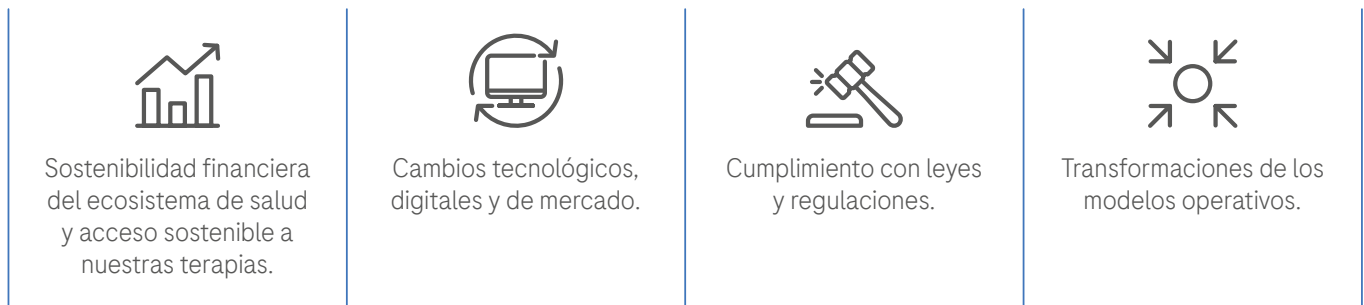 Sostenibilidad financiera
del ecosistema de salud
y acceso sostenible a
nuestras terapias.
Cambios tecnológicos,
digitales y de mercado.
Cumplimiento con leyes
y regulaciones.
Transformaciones de los
modelos operativos.